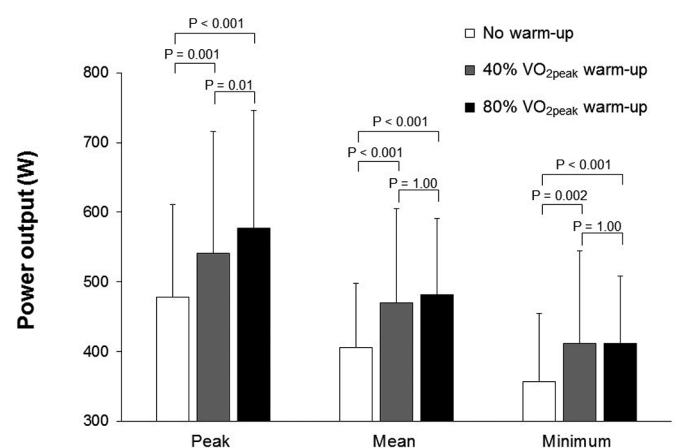 P < 0.001
P = 0.001
P = 0.01
P < 0.001
P < 0.001
P = 1.00
P < 0.001
P = 0.002
P = 1.00
No warm-up
40% VO2peak warm-up
80% VO2peak warm-up
Power output (W)
800
700
600
500
400
300
Peak
Mean
Minimum